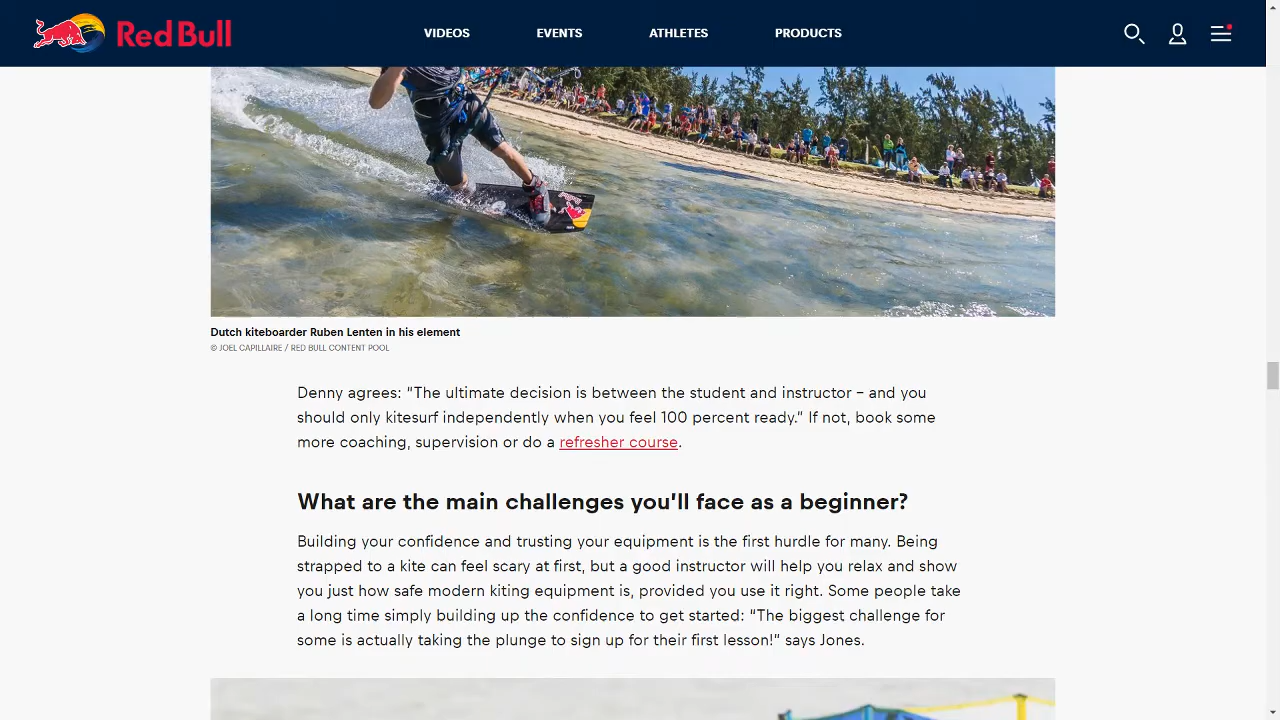 Red Bull
VIDEOS
EVENTS
ATHLETES
PRODUCTS
Dutch kiteboarder Ruben Lenten in his element
© JOEL CAPILLAIRE / RED BULL CONTENT POOL
Denny agrees: “The ultimate decision is between the student and instructor – and you
should only kitesurf independently when you feel 100 percent ready.” If not, book some
more coaching, supervision or do a refresher course.
What are the main challenges you’ll face as a beginner?
Building your confidence and trusting your equipment is the first hurdle for many. Being
strapped to a kite can feel scary at first, but a good instructor will help you relax and show
you just how safe modern kiting equipment is, provided you use it right. Some people take
a long time simply building up the confidence to get started: “The biggest challenge for
some is actually taking the plunge to sign up for their first lesson!” says Jones.